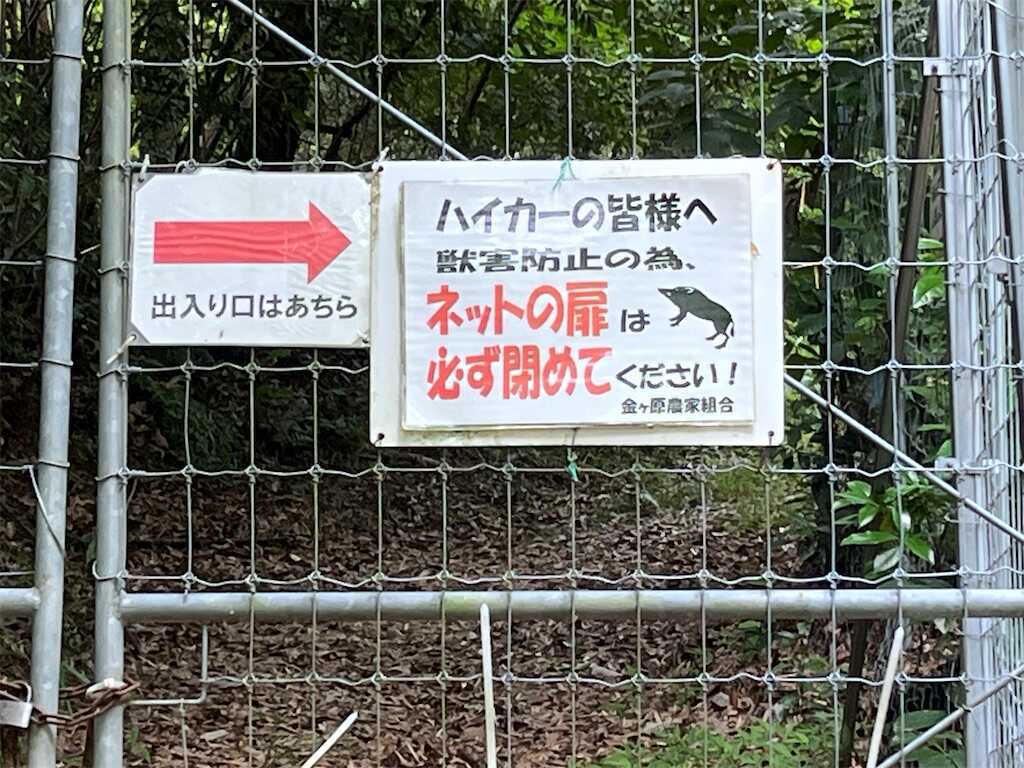 出入り口はあちら
ハイカーの皆様へ
獣害防止の為、
ネットの扉は
必ず閉めてください!
金ヶ原農家組合